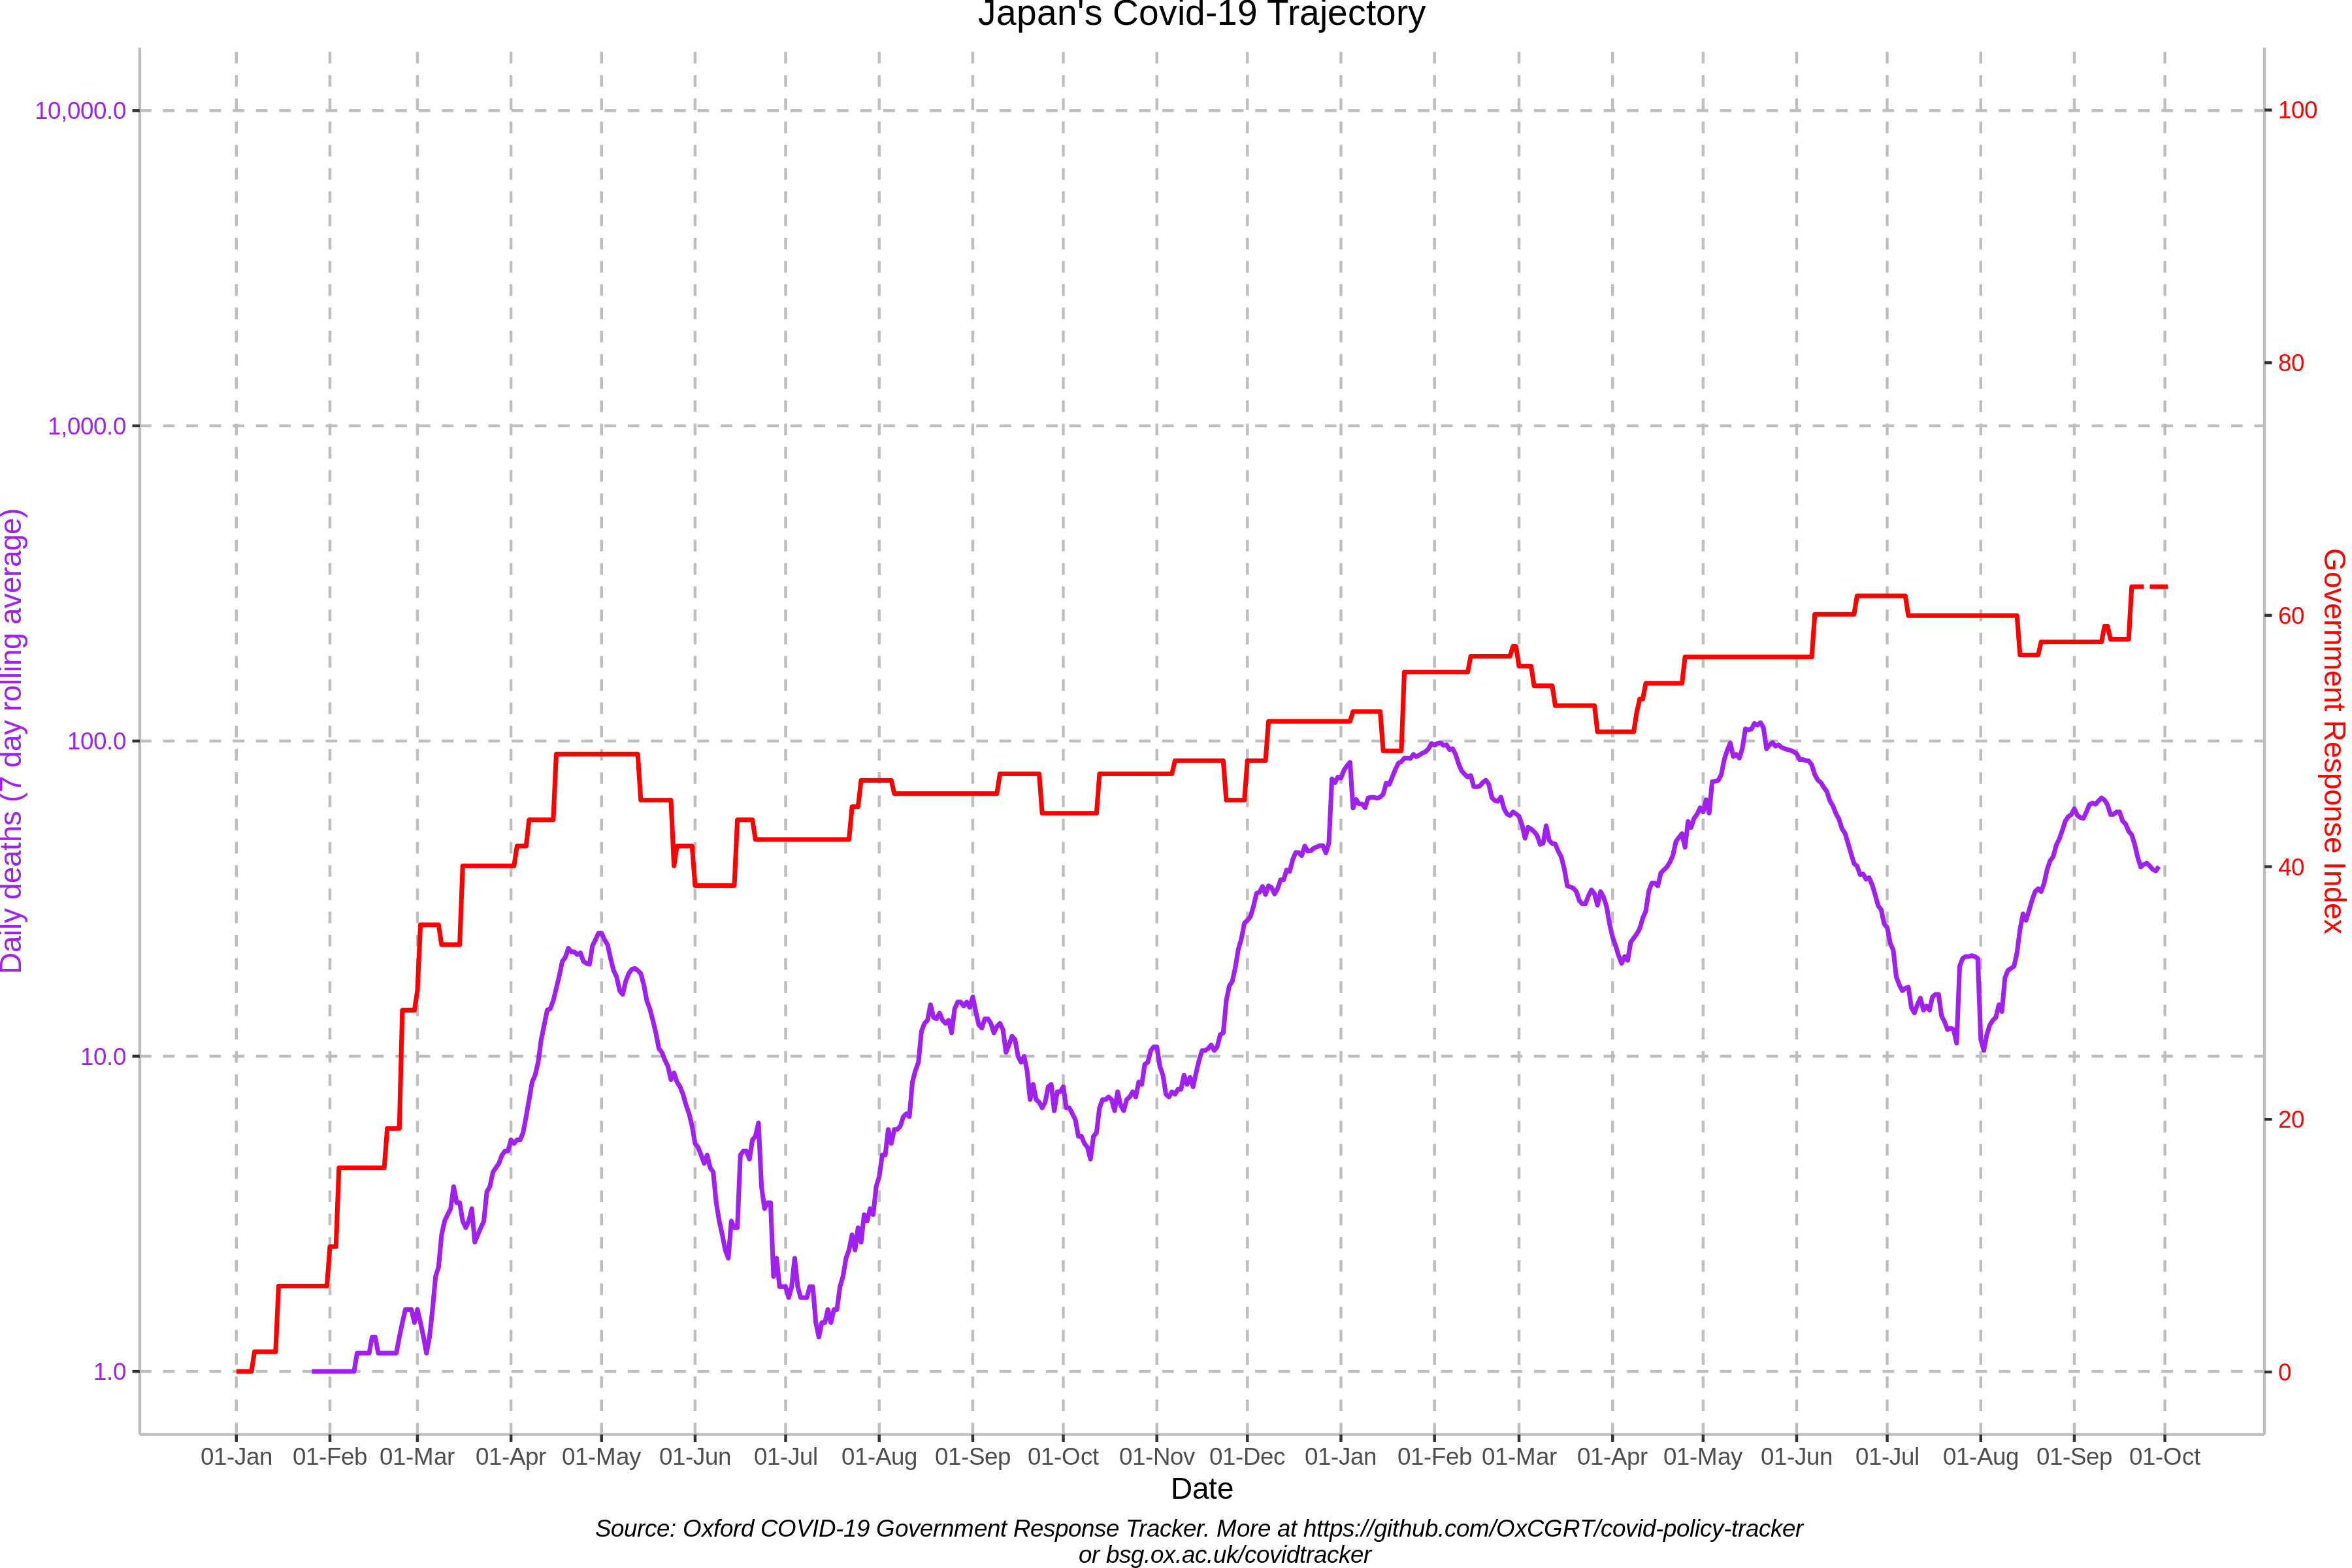 Japan's Covid-19 Trajectory
10,000.0
1,000.0
100.0
10.0
1.0
Daily deaths (7 day rolling average)
100
80
60
40
20
0
Government Response Index
01-Jan 01-Feb 01-Mar 01-Apr 01-May 01-Jun 01-Jul 01-Aug 01-Sep 01-Oct 01-Nov 01-Dec 01-Jan 01-Feb 01-Mar 01-Apr 01-May 01-Jun 01-Jul 01-Aug 01-Sep 01-Oct
Date
Source: Oxford COVID-19 Government Response Tracker. More at https://github.com/OxCGRT/covid-policy-tracker
or bsg.ox.ac.uk/covidtracker